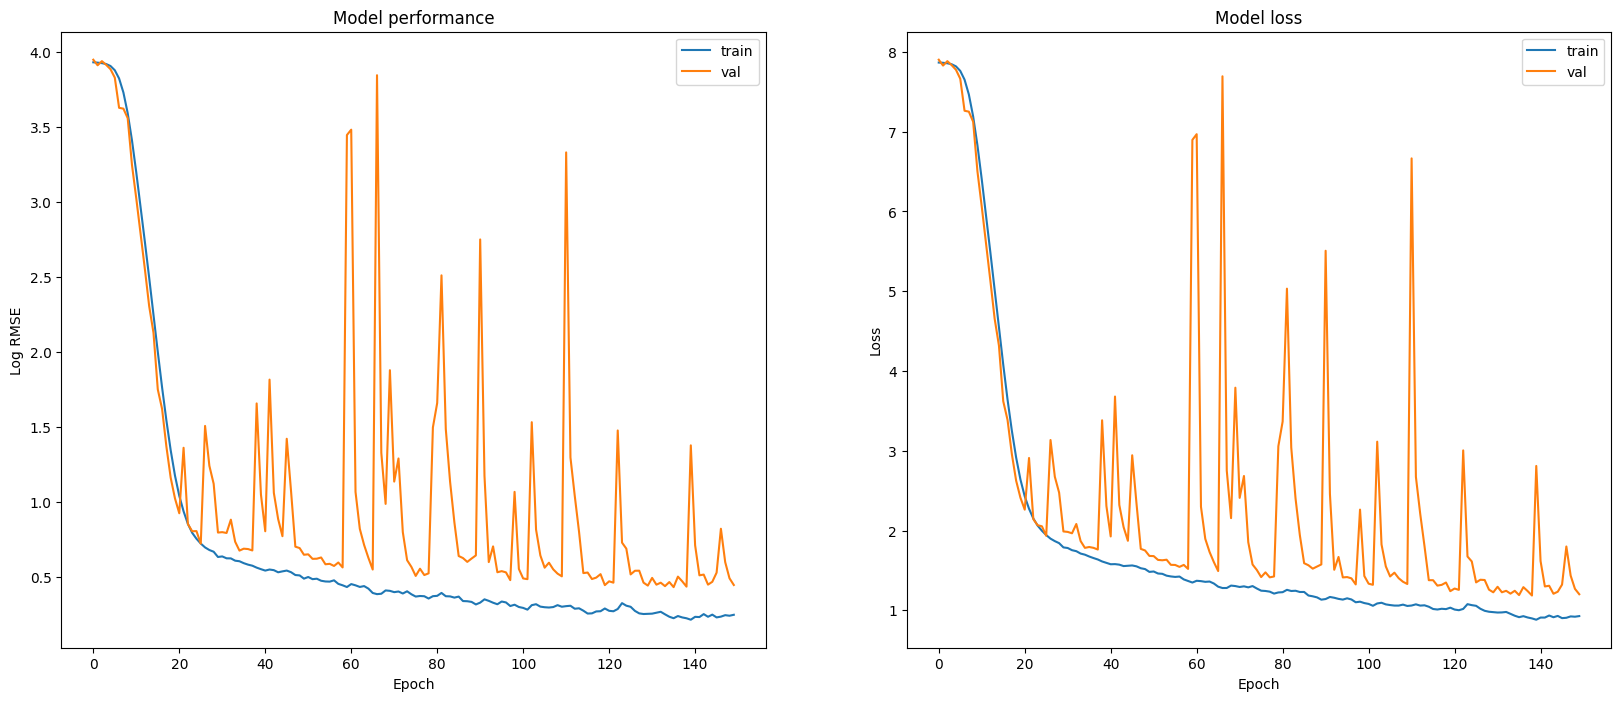 Model performance
4.0
3.5
3.0
2.5
2.0
1.5
1.0
0.5
Log RMSE
train
val
0 20 40 60 80 100 120 140
Epoch
Model loss
8
7
6
5
4
3
2
1
Loss
train
val
0 20 40 60 80 100 120 140
Epoch